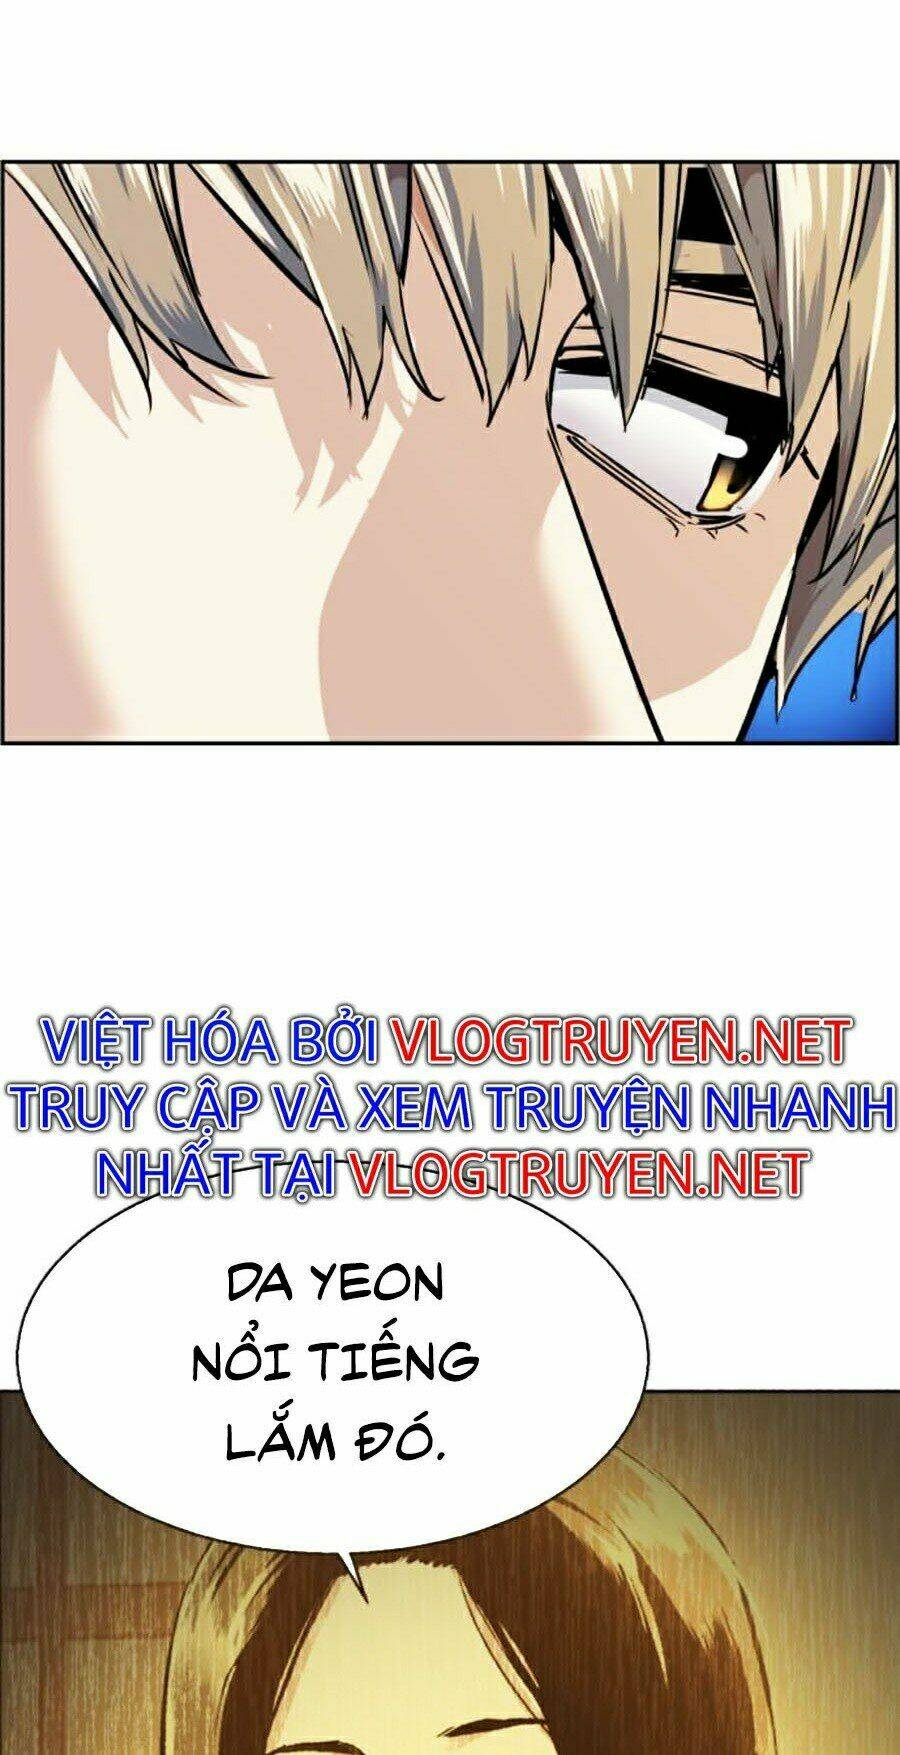 VIỆT HÓA BỞI VLOGTRUYEN.NET
TRUY CẬP VÀ XEM TRUYỆN NHANH
NHẤT TẠI VLOGTRUYEN.NET
DA YEON
NỔI TIẾNG
LẮM ĐÓ.